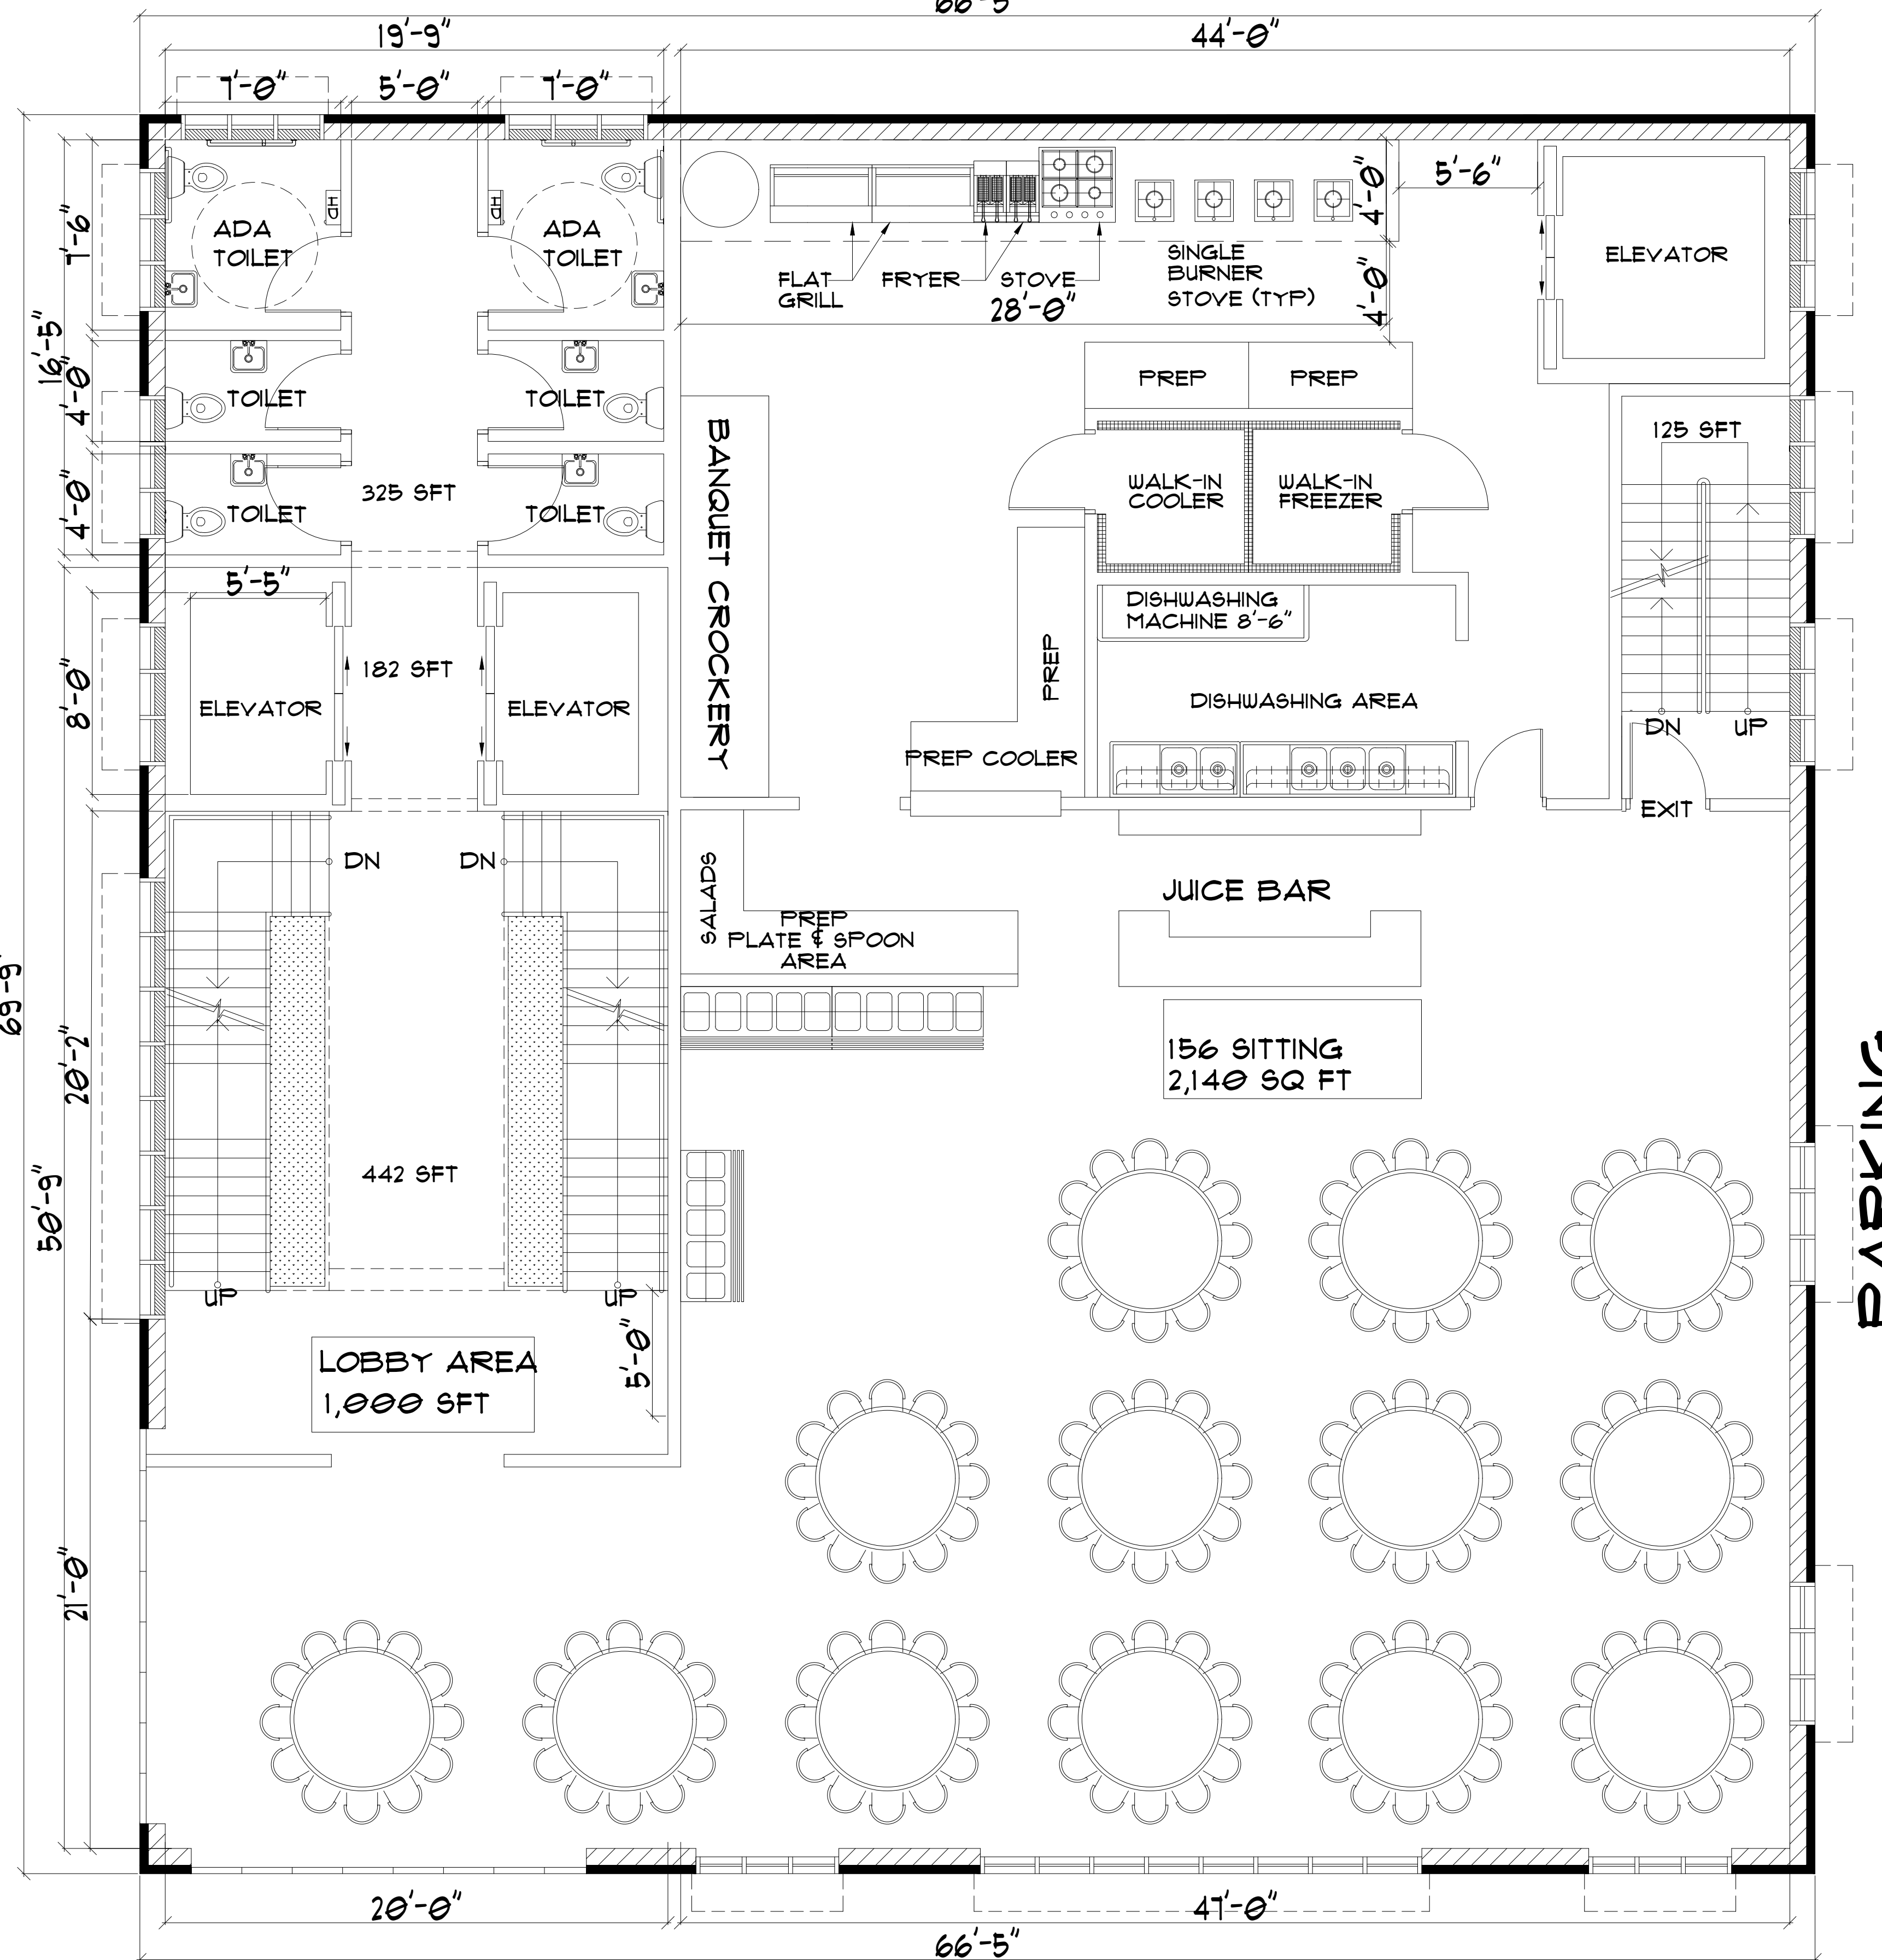 66'-5"
19'-9"
44'-0"
7'-0"
5'-0"
7'-0"
HD
HD
ADA
TOILET
ADA
TOILET
7'-6"
16'-5"
4'-0"
4'-0"
TOILET
TOILET
TOILET
TOILET
325 SFT
FLAT
GRILL
FRYER
STOVE
SINGLE
BURNER
STOVE (TYP)
28'-0"
4'-0"
4'-0"
5'-6"
ELEVATOR
PREP
PREP
WALK-IN
COOLER
WALK-IN
FREEZER
125 SFT
BANQUET CROCKERY
5'-5"
8'-0"
182 SFT
ELEVATOR
ELEVATOR
DISHWASHING
MACHINE 8'-6"
PREP
DISHWASHING AREA
PREP COOLER
DN
UP
EXIT
DN
DN
SALADS
PREP
PLATE & SPOON
AREA
JUICE BAR
69'-9"
20'-2"
50'-9"
156 SITTING
2,140 SQ FT
442 SFT
UP
UP
5'-0"
LOBBY AREA
1,000 SFT
21'-0"
20'-0"
47'-0"
66'-5"